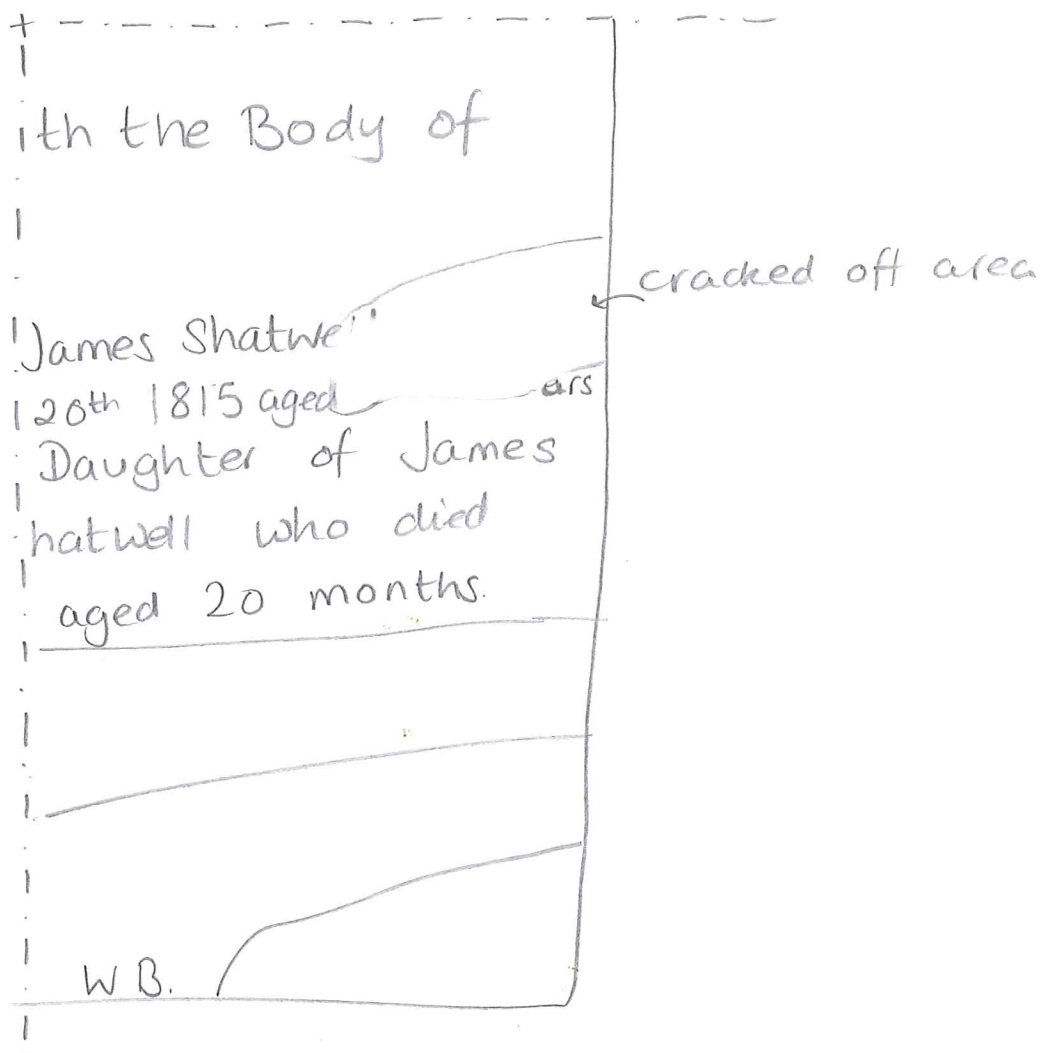 ith the Body of
cracked off area
James Shatwe
20th 1815 aged ars
Daughter of James
hatwell who died
aged 20 months.
W B.